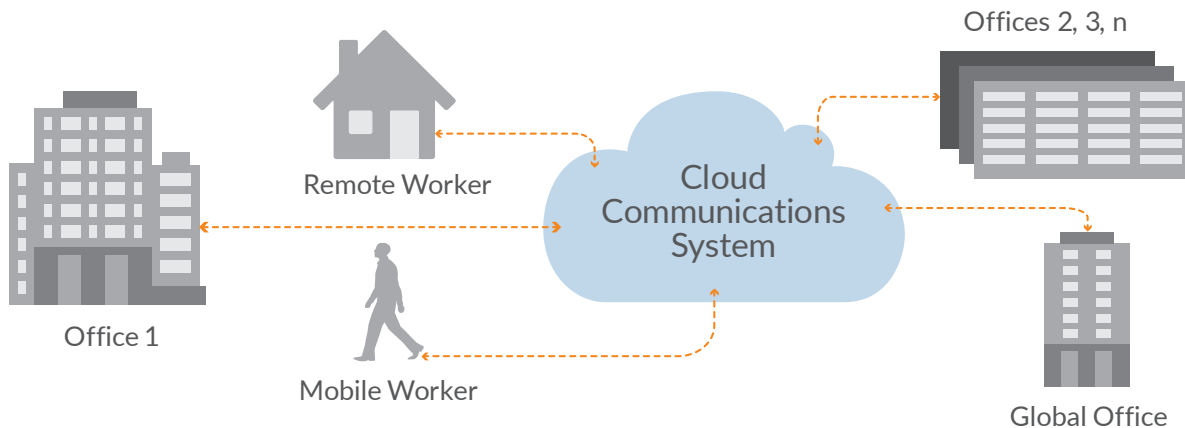 Offices 2, 3, n
Remote Worker
Cloud
Communications
System
Office 1
Mobile Worker
Global Office